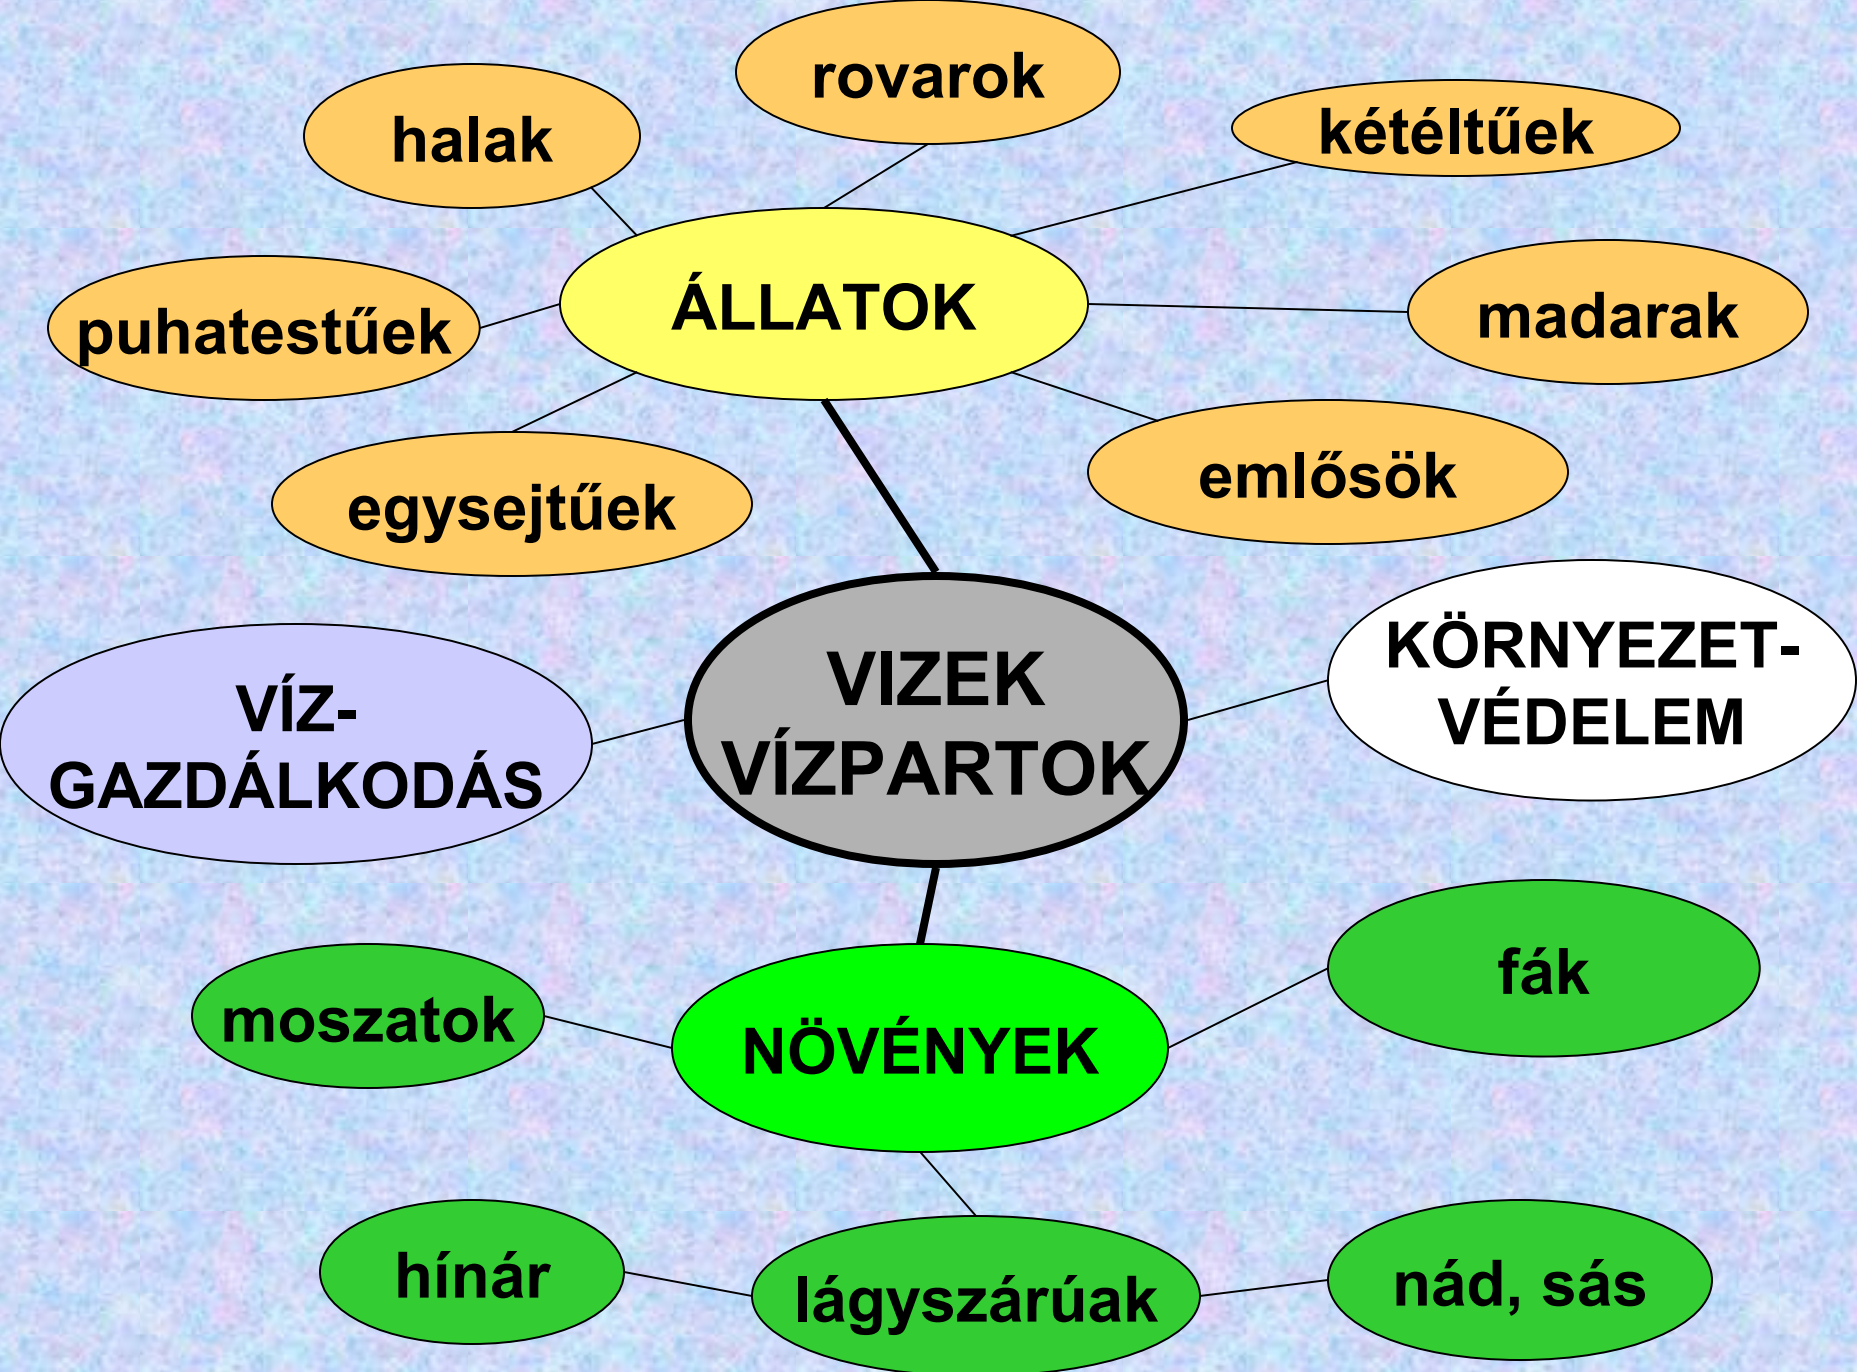 rovarok
halak
kétéltűek
ÁLLATOK
madarak
puhatestűek
emlősök
egysejtűek
VIZEK
VÍZPARTOK
KÖRNYEZET-
VÉDELEM
VÍZ-
GAZDÁLKODÁS
fák
moszatok
NÖVÉNYEK
hínár
lágyszárúak
nád, sás